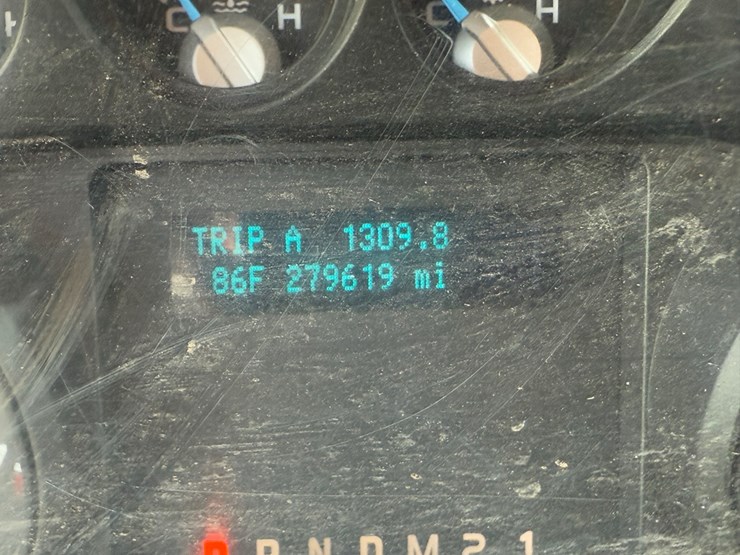 C H C H
TRIP A 1309.8
86F 279619 mi
P R N D M 2 1